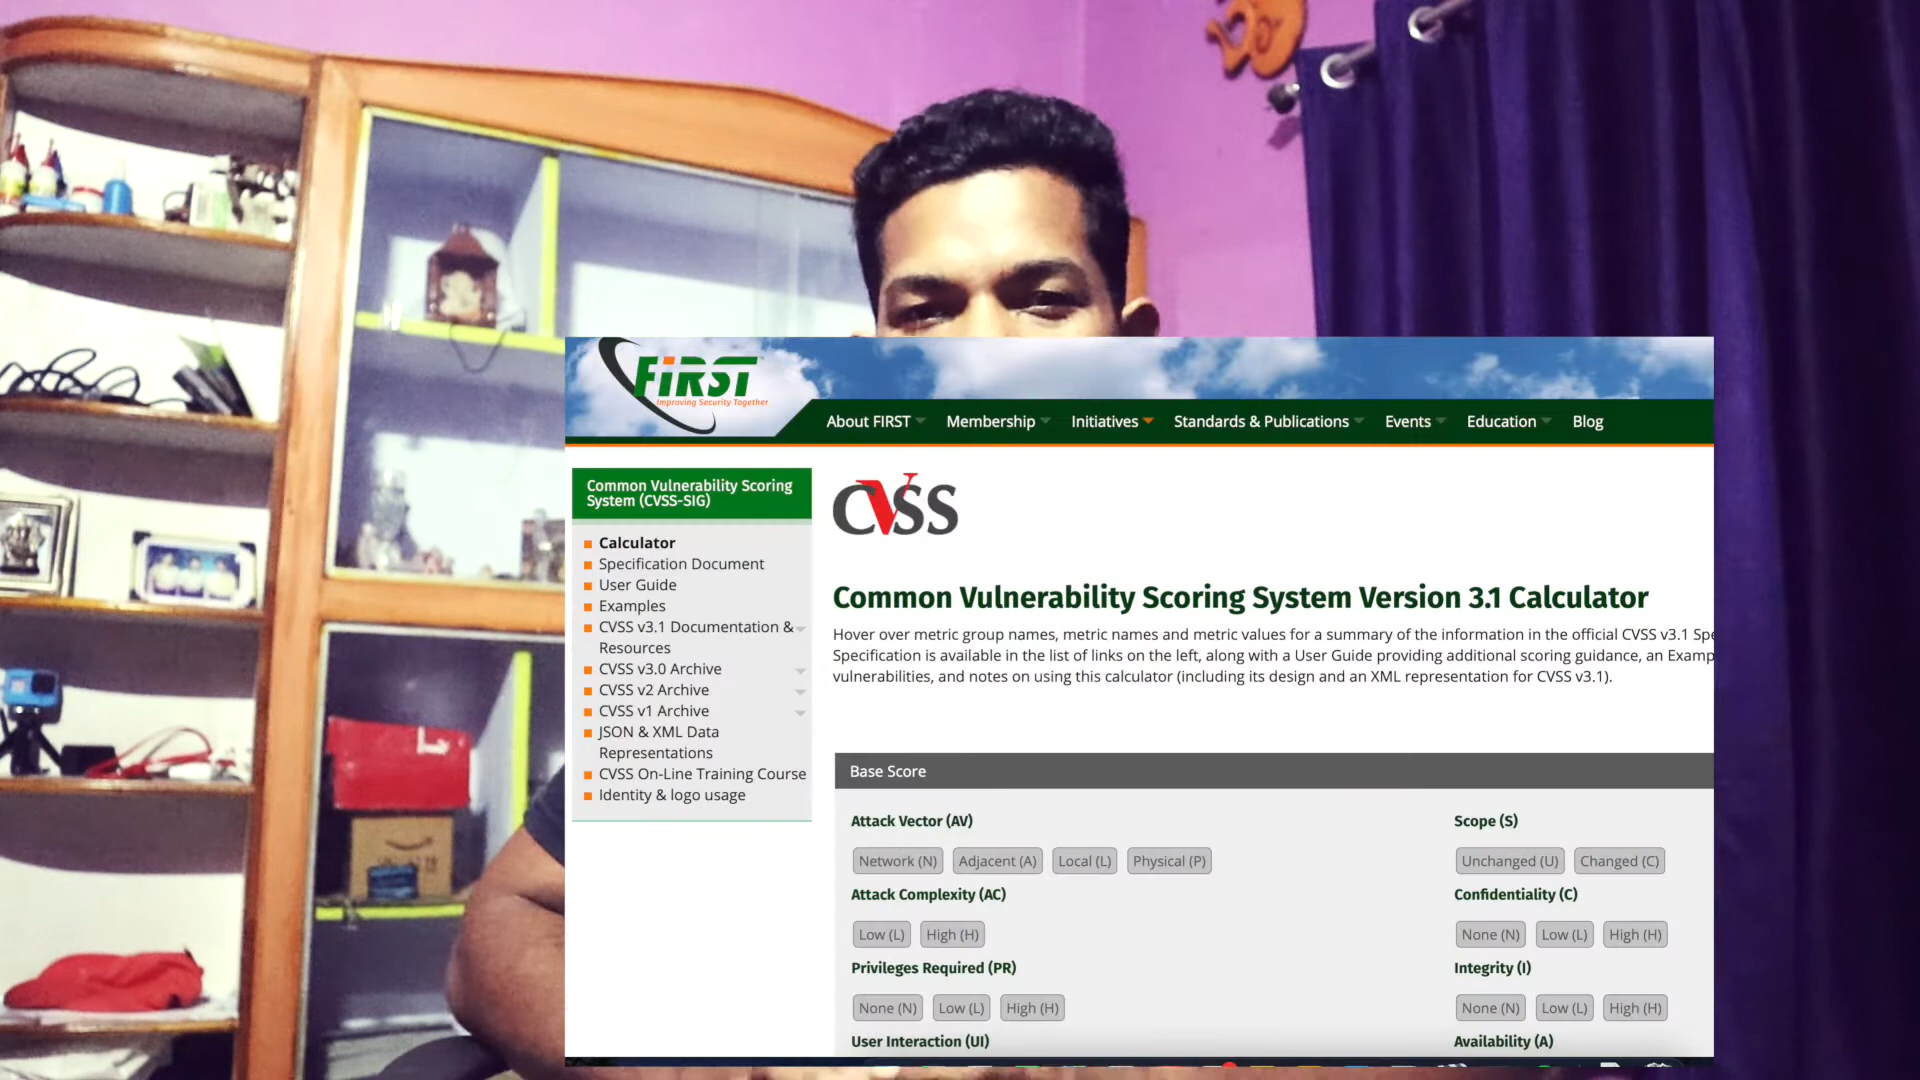 FiRST
Improving Security Together
About FIRST
Membership
Initiatives
Standards & Publications
Events
Education
Blog
Common Vulnerability Scoring
System (CVSS-SIG)
Calculator
Specification Document
User Guide
Examples
CVSS v3.1 Documentation &
Resources
CVSS v3.0 Archive
CVSS v2 Archive
CVSS v1 Archive
JSON & XML Data
Representations
CVSS On-Line Training Course
Identity & logo usage
CVSS
Common Vulnerability Scoring System Version 3.1 Calculator
Hover over metric group names, metric names and metric values for a summary of the information in the official CVSS v3.1 Spe
Specification is available in the list of links on the left, along with a User Guide providing additional scoring guidance, an Examp
vulnerabilities, and notes on using this calculator (including its design and an XML representation for CVSS v3.1).
Base Score
Attack Vector (AV)
Network (N) Adjacent (A) Local (L) Physical (P)
Attack Complexity (AC)
Low (L) High (H)
Privileges Required (PR)
None (N) Low (L) High (H)
User Interaction (UI)
Scope (S)
Unchanged (U) Changed (C)
Confidentiality (C)
None (N) Low (L) High (H)
Integrity (I)
None (N) Low (L) High (H)
Availability (A)